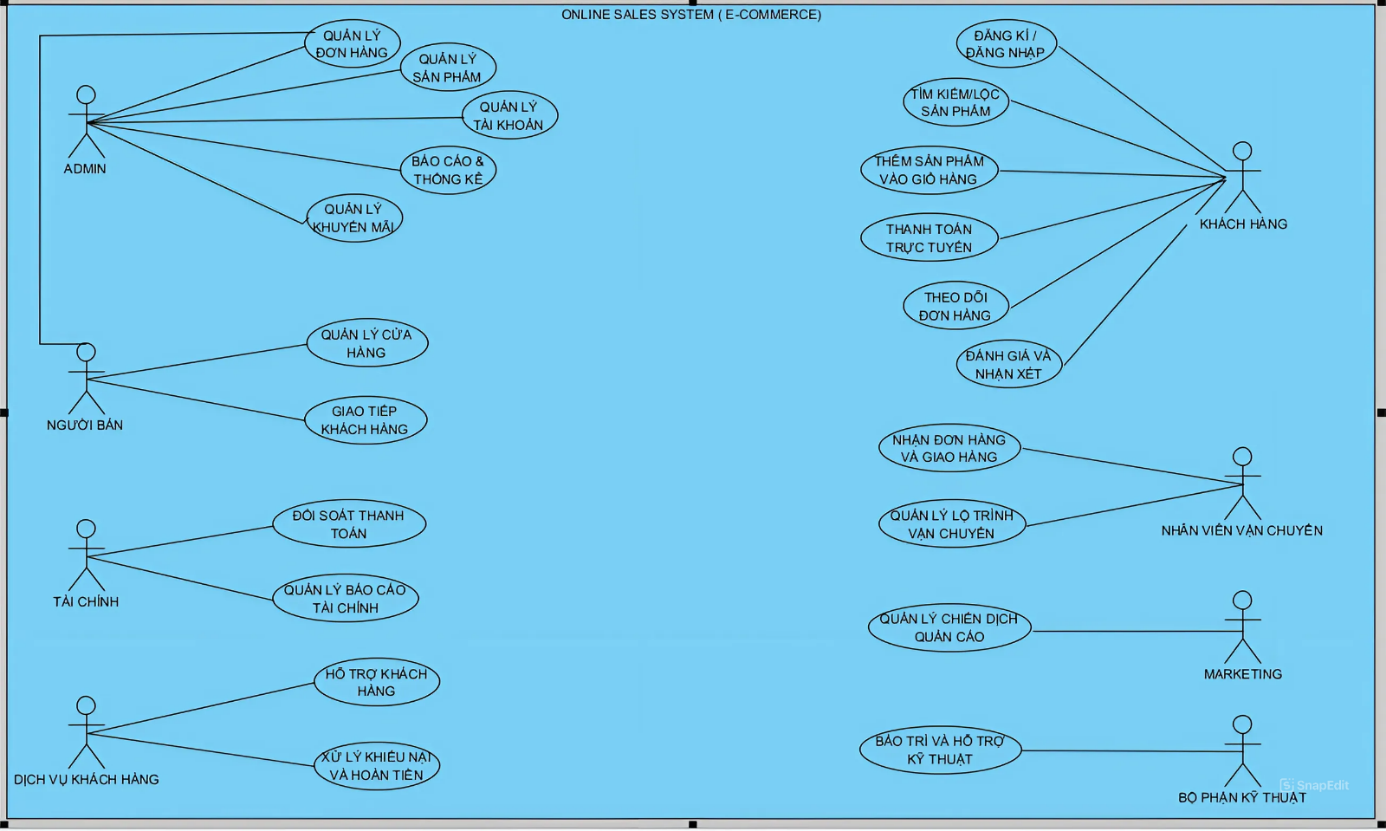 ONLINE SALES SYSTEM ( E-COMMERCE)
QUẢN LÝ
ĐƠN HÀNG
QUẢN LÝ
SẢN PHẨM
QUẢN LÝ
TÀI KHOẢN
BÁO CÁO &
THỐNG KÊ
QUẢN LÝ
KHUYẾN MÃI
ADMIN
QUẢN LÝ CỬA
HÀNG
GIAO TIẾP
KHÁCH HÀNG
NGƯỜI BÁN
ĐỐI SOÁT THANH
TOÁN
QUẢN LÝ BÁO CÁO
TÀI CHÍNH
TÀI CHÍNH
HỖ TRỢ KHÁCH
HÀNG
XỬ LÝ KHIẾU NẠI
VÀ HOÀN TIỀN
DỊCH VỤ KHÁCH HÀNG
ĐĂNG KÍ /
ĐĂNG NHẬP
TÌM KIẾM/LỌC
SẢN PHẨM
THÊM SẢN PHẨM
VÀO GIỎ HÀNG
THANH TOÁN
TRỰC TUYẾN
THEO DÕI
ĐƠN HÀNG
ĐÁNH GIÁ VÀ
NHẬN XÉT
KHÁCH HÀNG
NHẬN ĐƠN HÀNG
VÀ GIAO HÀNG
QUẢN LÝ LỘ TRÌNH
VẬN CHUYỂN
NHÂN VIÊN VẬN CHUYỂN
QUẢN LÝ CHIẾN DỊCH
QUẢN CÁO
MARKETING
BẢO TRÌ VÀ HỖ TRỢ
KỸ THUẬT
BỘ PHẬN KỸ THUẬT
SnapEdit